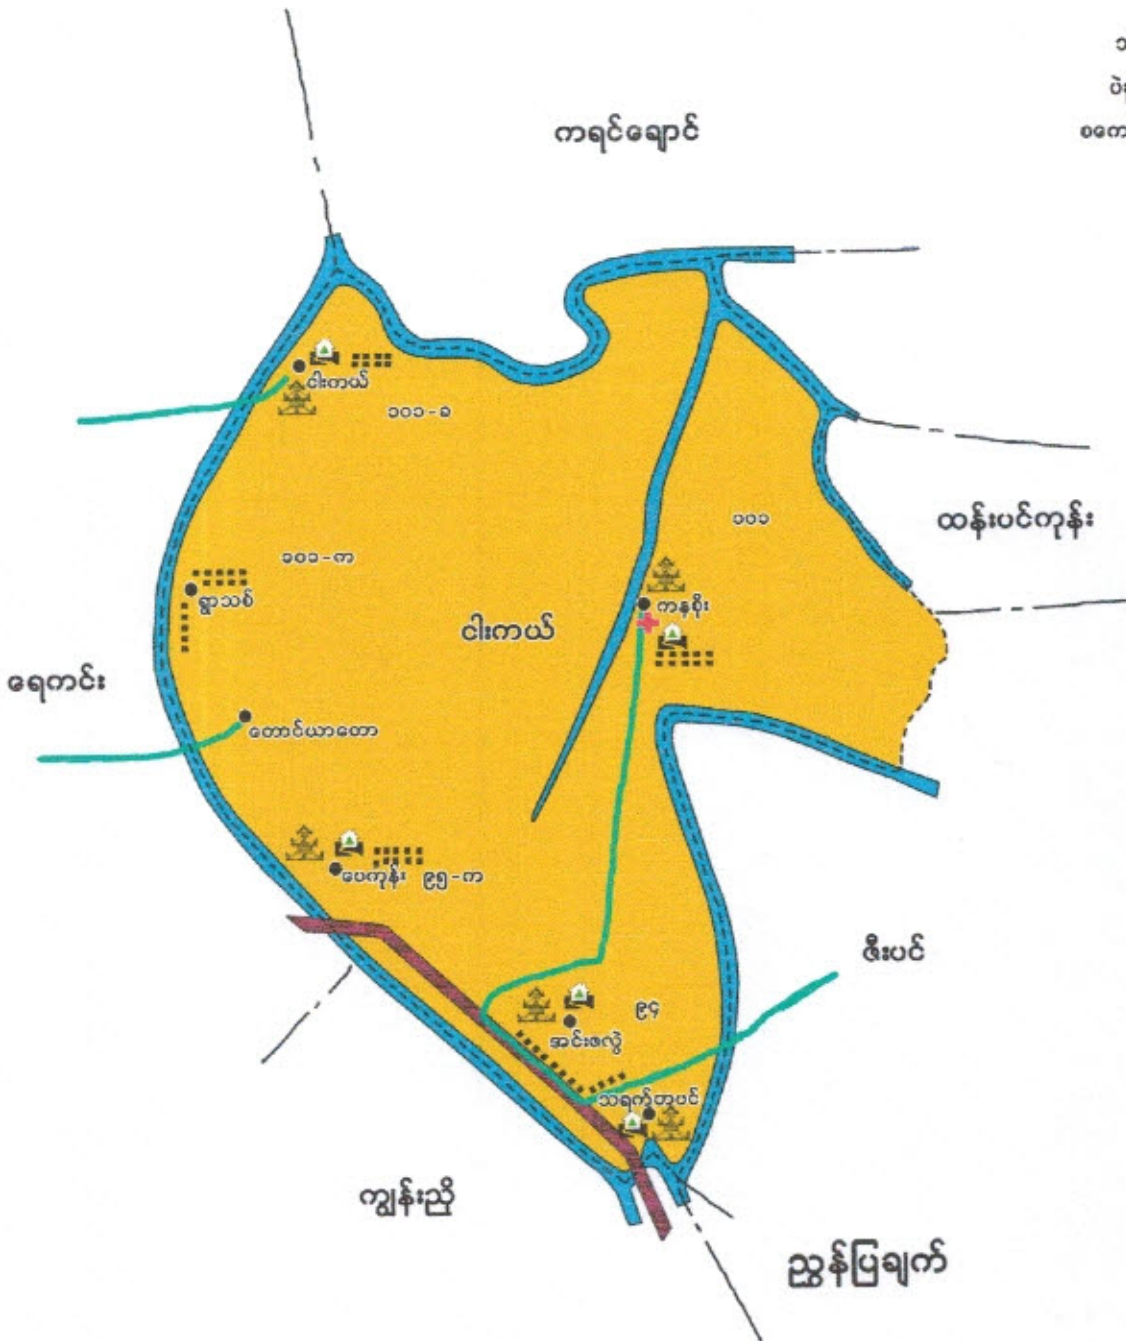 ကရင်ချောင်
ငါးကယ်
၁၀၁-ခ
ထန်းပင်ကုန်း
၁၀၁
၁၀၁-က
ရွာသစ်
ကနစိုး
ငါးကယ်
ရေကင်း
တောင်ယာတော
ပေကုန်း ၉၅-က
ဇီးပင်
၉၄
အင်းဇလွဲ
သရက်တပင်
ကျွန်းညို
ညွှန်ပြချက်